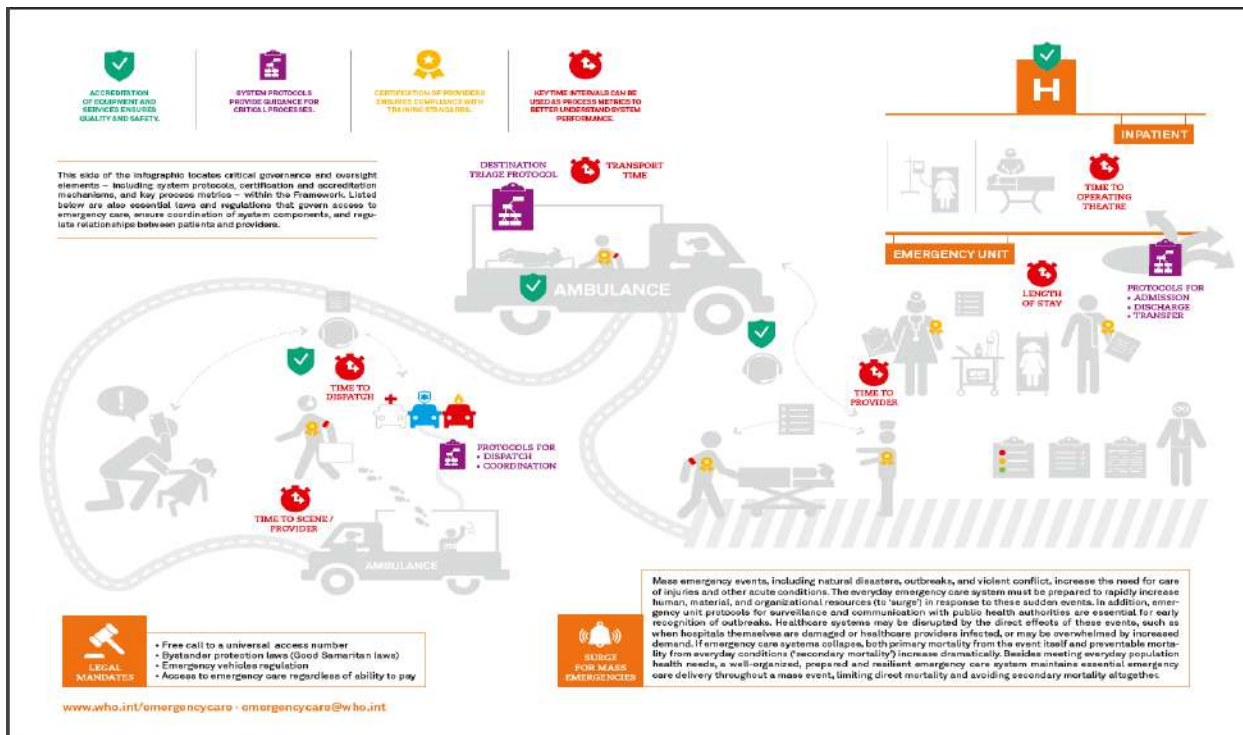 ACCREDITATION
OF EQUIPMENT AND
SERVICES ENSURES
QUALITY AND SAFETY.
SYSTEM PROTOCOLS
PROVIDE GUIDANCE FOR
CRITICAL PROCESSES.
CERTIFICATION OF PROVIDERS
ENSURES COMPLIANCE WITH
TRAINING STANDARDS.
KEY TIME INTERVALS CAN BE
USED AS PROCESS METRICS TO
BETTER UNDERSTAND SYSTEM
PERFORMANCE.
This side of the infographic locates critical governance and oversight
elements – including system protocols, certification and accreditation
mechanisms, and key process metrics – within the Framework. Listed
below are also essential laws and regulations that govern access to
emergency care, ensure coordination of system components, and regu-
late relationships between patients and providers.
DESTINATION
TRIAGE PROTOCOL
TRANSPORT
TIME
H
INPATIENT
TIME TO
OPERATING
THEATRE
EMERGENCY UNIT
LENGTH
OF STAY
PROTOCOLS FOR
• ADMISSION
• DISCHARGE
• TRANSFER
AMBULANCE
TIME TO
DISPATCH
TIME TO
PROVIDER
PROTOCOLS FOR
• DISPATCH
• COORDINATION
TIME TO SCENE /
PROVIDER
AMBULANCE
LEGAL
MANDATES
• Free call to a universal access number
• Bystander protection laws (Good Samaritan laws)
• Emergency vehicles regulation
• Access to emergency care regardless of ability to pay
SURGE
FOR MASS
EMERGENCIES
Mass emergency events, including natural disasters, outbreaks, and violent conflict, increase the need for care
of injuries and other acute conditions. The everyday emergency care system must be prepared to rapidly increase
human, material, and organizational resources (to ‘surge’) in response to these sudden events. In addition, emer-
gency unit protocols for surveillance and communication with public health authorities are essential for early
recognition of outbreaks. Healthcare systems may be disrupted by the direct effects of these events, such as
when hospitals themselves are damaged or healthcare providers infected, or may be overwhelmed by increased
demand. If emergency care systems collapse, both primary mortality from the event itself and preventable morta-
lity from everyday conditions (‘secondary mortality’) increase dramatically. Besides meeting everyday population
health needs, a well-organized, prepared and resilient emergency care system maintains essential emergency
care delivery throughout a mass event, limiting direct mortality and avoiding secondary mortality altogether.
www.who.int/emergencycare - emergencycare@who.int